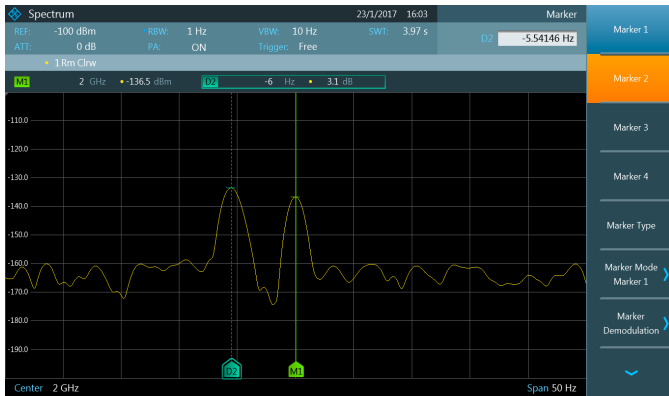 Spectrum 23/1/2017 16:03 Marker
REF: -100 dBm RBW: 1 Hz VBW: 10 Hz SWT: 3.97 s
ATT: 0 dB PA: ON Trigger: Free
D2 -5.54146 Hz
• 1Rm Clrw
M1 2 GHz • -136.5 dBm D2 -6 Hz • 3.1 dB
-110.0
-120.0
-130.0
-140.0
-150.0
-160.0
-170.0
-180.0
-190.0
D2 M1
Center 2 GHz Span 50 Hz
Marker 1
Marker 2
Marker 3
Marker 4
Marker Type
Marker Mode
Marker 1
Marker
Demodulation